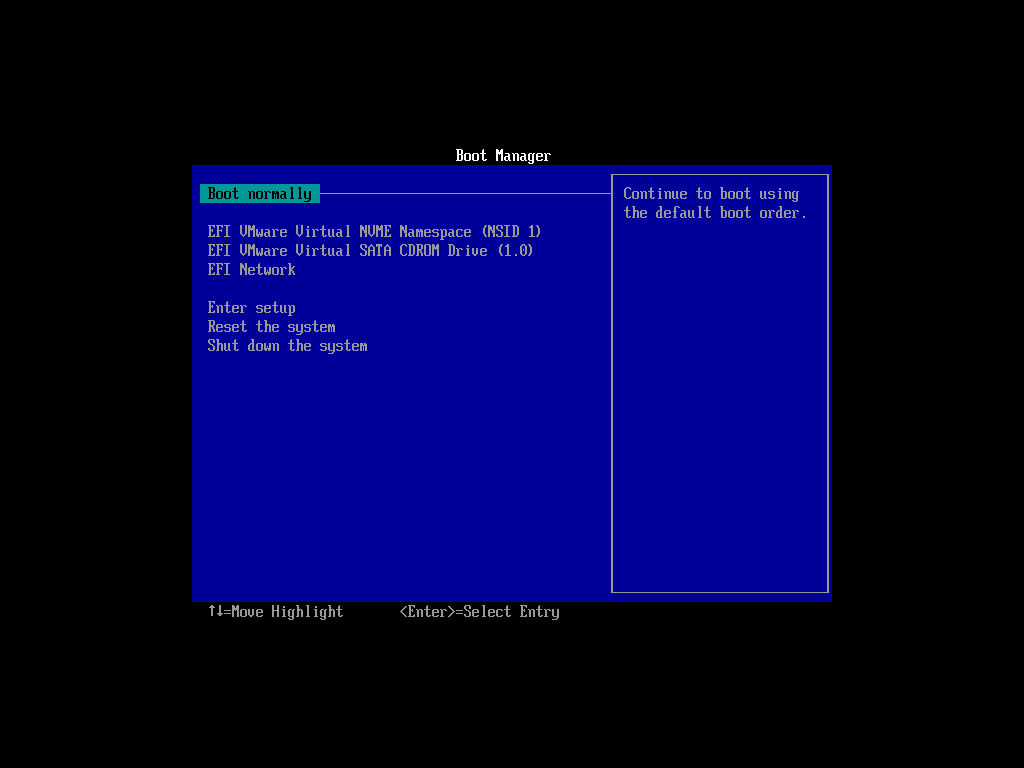 Boot Manager
Boot normally
Continue to boot using
the default boot order.
EFI VMware Virtual NVME Namespace (NSID 1)
EFI VMware Virtual SATA CDROM Drive (1.0)
EFI Network
Enter setup
Reset the system
Shut down the system
↑↓=Move Highlight <Enter>=Select Entry